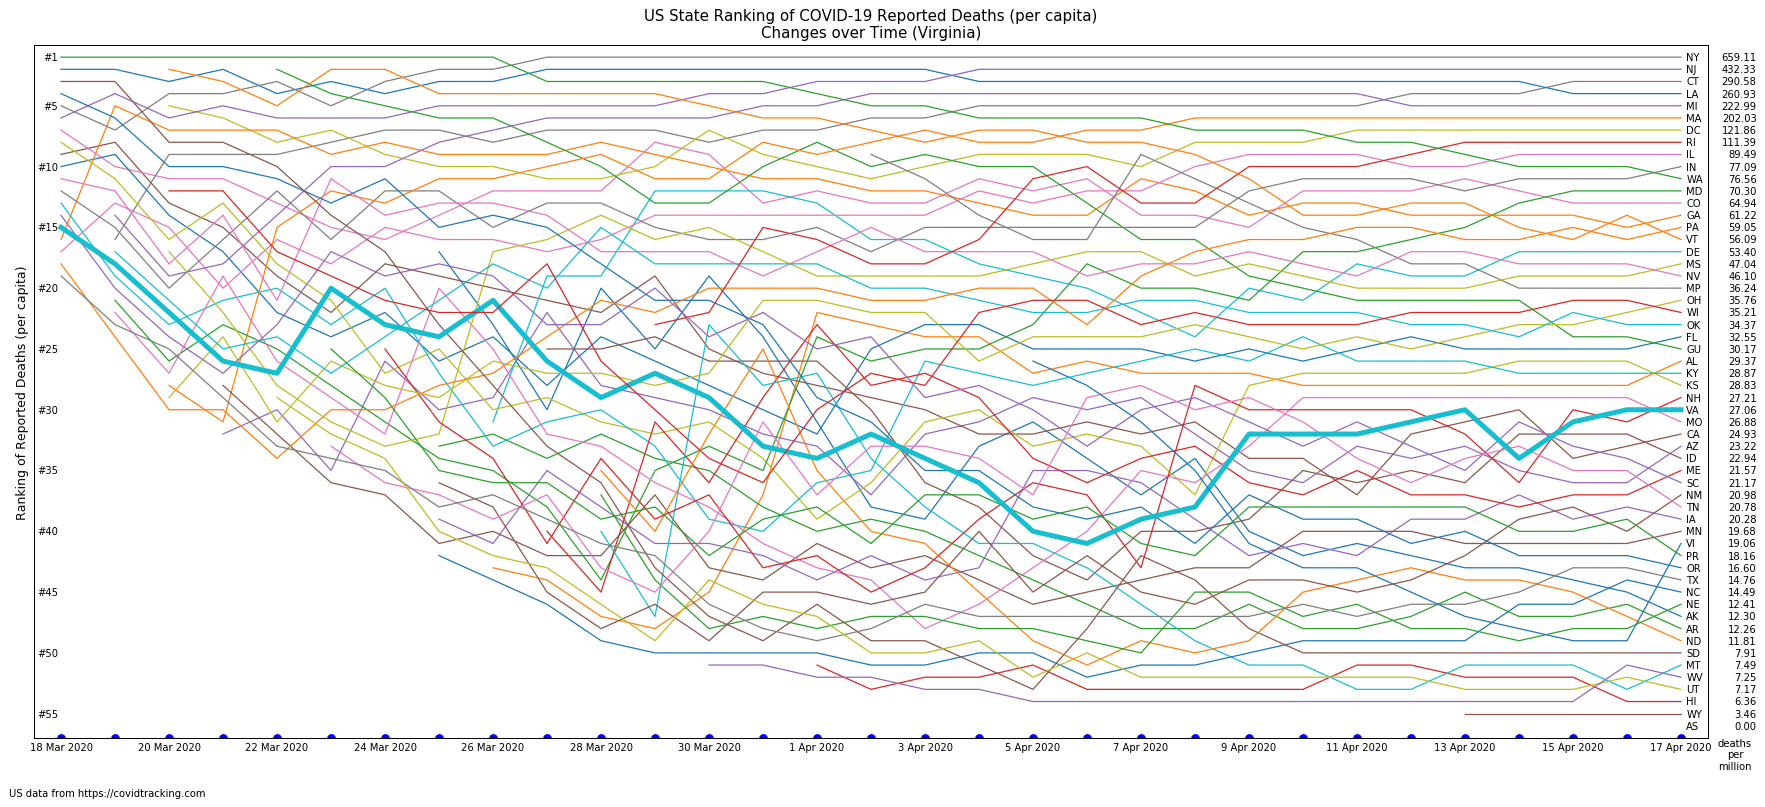 US State Ranking of COVID-19 Reported Deaths (per capita)
Changes over Time (Virginia)
Ranking of Reported Deaths (per capita)
#1
#5
#10
#15
#20
#25
#30
#35
#40
#45
#50
#55
NY 659.11
NJ 432.33
CT 290.58
LA 260.93
MI 222.99
MA 202.03
DC 121.86
RI 111.39
IL 89.49
IN 77.09
WA 76.56
MD 70.30
CO 64.94
GA 61.22
PA 59.05
VT 56.09
DE 53.40
MS 47.04
NV 46.10
MP 36.24
OH 35.76
WI 35.21
OK 34.37
FL 32.55
GU 30.17
AL 29.37
KY 28.87
KS 28.83
NH 27.21
VA 27.06
MO 26.88
CA 24.93
AZ 23.22
ID 22.94
ME 21.57
SC 21.17
NM 20.98
TN 20.78
IA 20.28
MN 19.68
VI 19.06
PR 18.16
OR 16.60
TX 14.76
NC 14.49
NE 12.41
AK 12.30
AR 12.26
ND 11.81
SD 7.91
MT 7.49
WV 7.25
UT 7.17
HI 6.36
WY 3.46
AS 0.00
18 Mar 2020 20 Mar 2020 22 Mar 2020 24 Mar 2020 26 Mar 2020 28 Mar 2020 30 Mar 2020 1 Apr 2020 3 Apr 2020 5 Apr 2020 7 Apr 2020 9 Apr 2020 11 Apr 2020 13 Apr 2020 15 Apr 2020 17 Apr 2020
deaths
per
million
US data from https://covidtracking.com